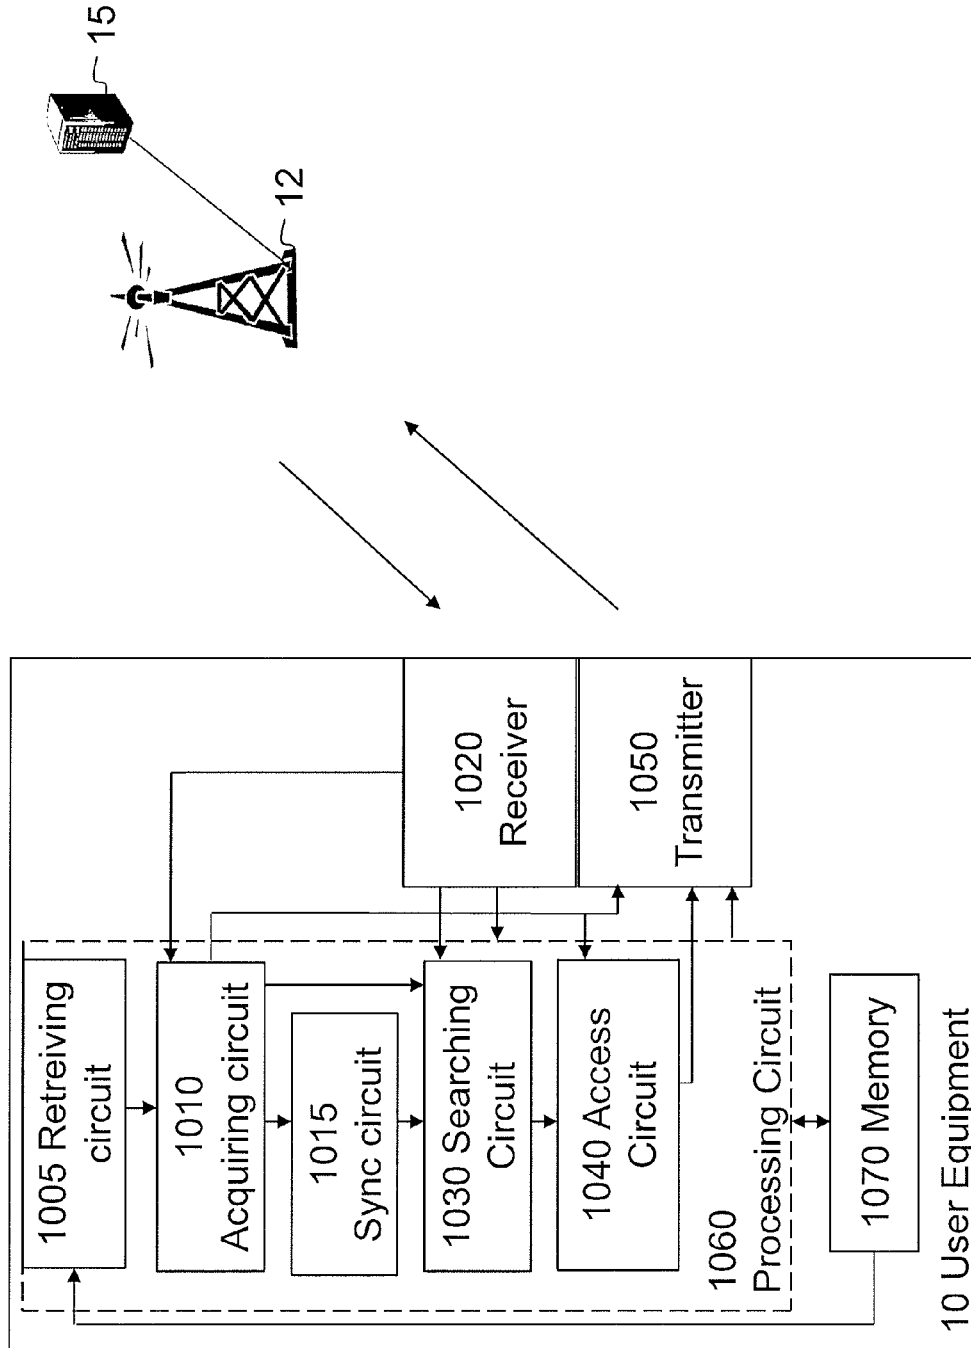 1005 Retreiving
circuit
1010
Acquiring circuit
1015
Sync circuit
1030 Searching
Circuit
1040 Access
Circuit
1060
Processing Circuit
1070 Memory
10 User Equipment
1020
Receiver
1050
Transmitter
12
15